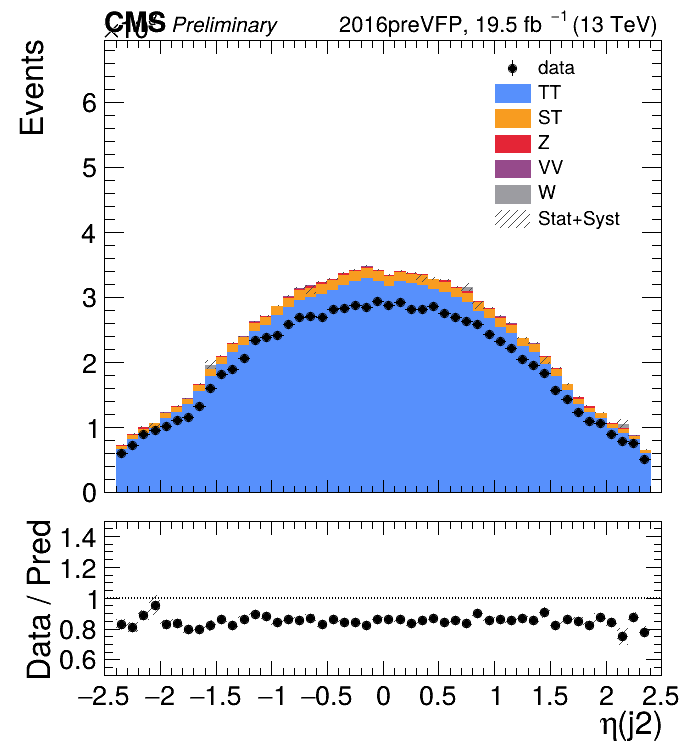 CMS Preliminary 2016preVFP, 19.5 fb⁻¹ (13 TeV)
Events
6
5
4
3
2
1
0
data
TT
ST
Z
VV
W
Stat+Syst
Data / Pred
1.4
1.2
1
0.8
0.6
−2.5 −2 −1.5 −1 −0.5 0 0.5 1 1.5 2 2.5
η(j2)